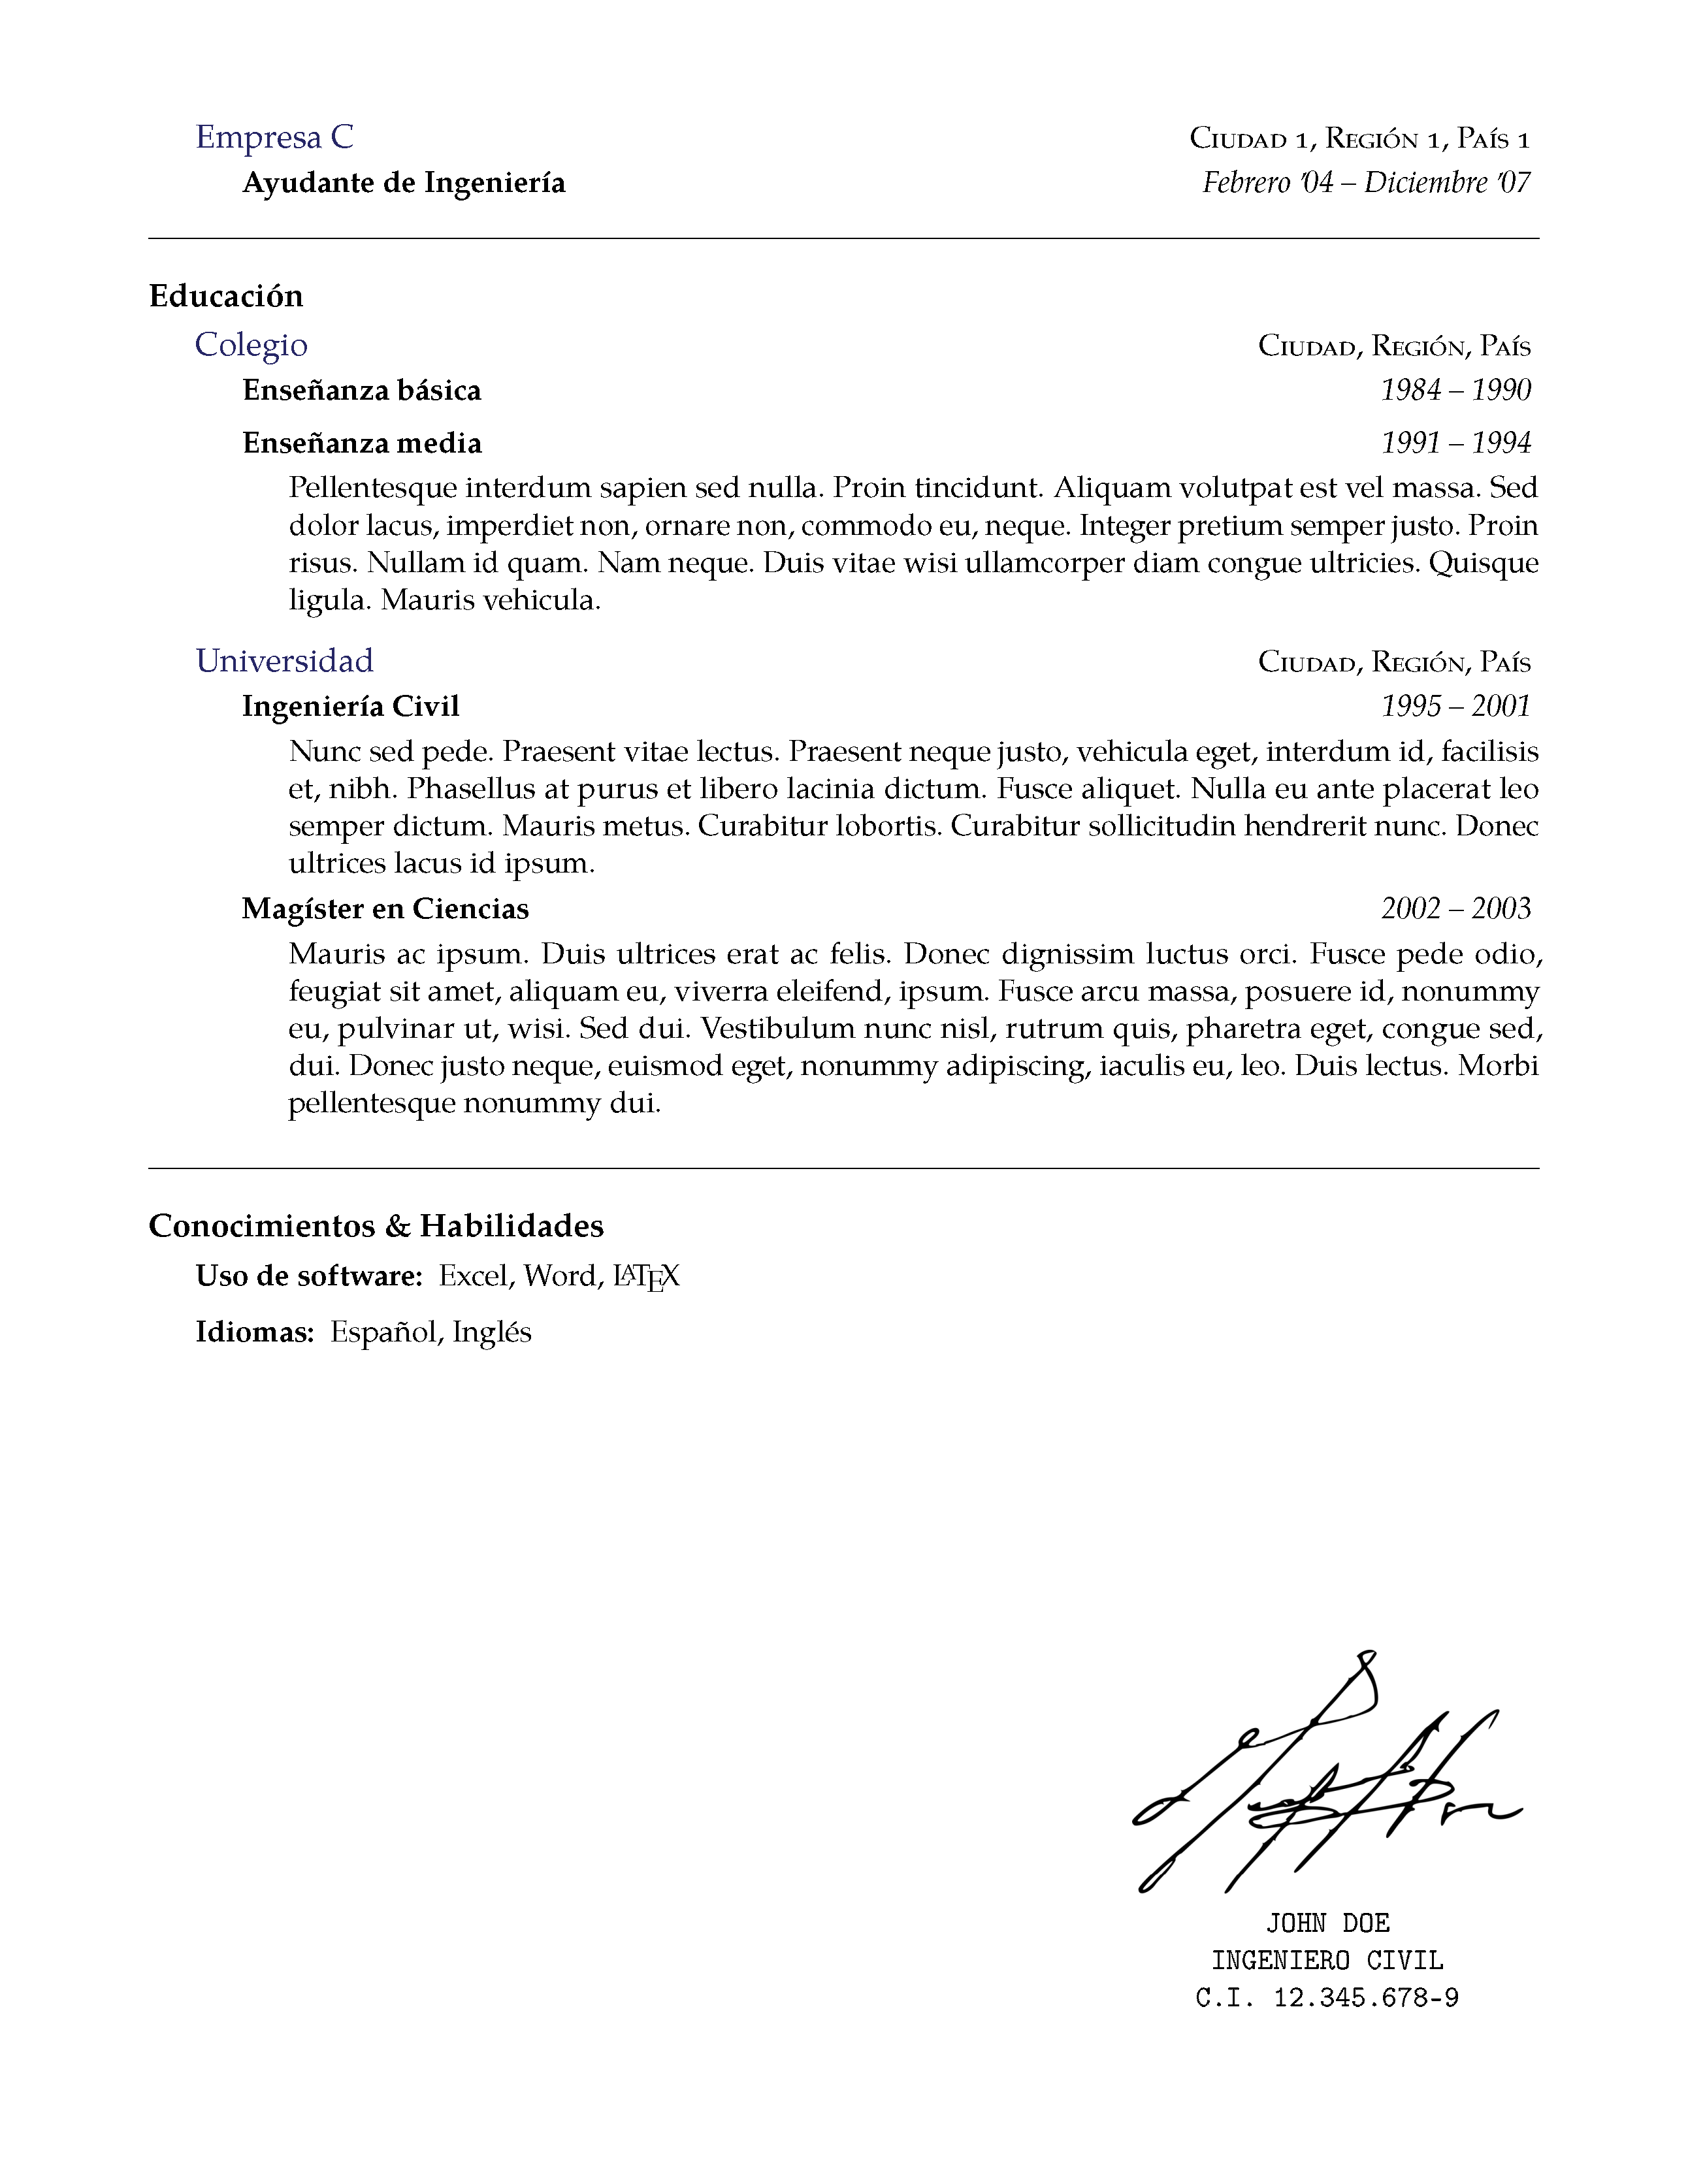 Empresa C Ciudad 1, Región 1, País 1
Ayudante de Ingeniería Febrero '04 – Diciembre '07
Educación
Colegio Ciudad, Región, País
Enseñanza básica 1984 – 1990
Enseñanza media 1991 – 1994
Pellentesque interdum sapien sed nulla. Proin tincidunt. Aliquam volutpat est vel massa. Sed
dolor lacus, imperdiet non, ornare non, commodo eu, neque. Integer pretium semper justo. Proin
risus. Nullam id quam. Nam neque. Duis vitae wisi ullamcorper diam congue ultricies. Quisque
ligula. Mauris vehicula.
Universidad Ciudad, Región, País
Ingeniería Civil 1995 – 2001
Nunc sed pede. Praesent vitae lectus. Praesent neque justo, vehicula eget, interdum id, facilisis
et, nibh. Phasellus at purus et libero lacinia dictum. Fusce aliquet. Nulla eu ante placerat leo
semper dictum. Mauris metus. Curabitur lobortis. Curabitur sollicitudin hendrerit nunc. Donec
ultrices lacus id ipsum.
Magíster en Ciencias 2002 – 2003
Mauris ac ipsum. Duis ultrices erat ac felis. Donec dignissim luctus orci. Fusce pede odio,
feugiat sit amet, aliquam eu, viverra eleifend, ipsum. Fusce arcu massa, posuere id, nonummy
eu, pulvinar ut, wisi. Sed dui. Vestibulum nunc nisl, rutrum quis, pharetra eget, congue sed,
dui. Donec justo neque, euismod eget, nonummy adipiscing, iaculis eu, leo. Duis lectus. Morbi
pellentesque nonummy dui.
Conocimientos & Habilidades
Uso de software: Excel, Word, LATEX
Idiomas: Español, Inglés
JOHN DOE
INGENIERO CIVIL
C.I. 12.345.678-9